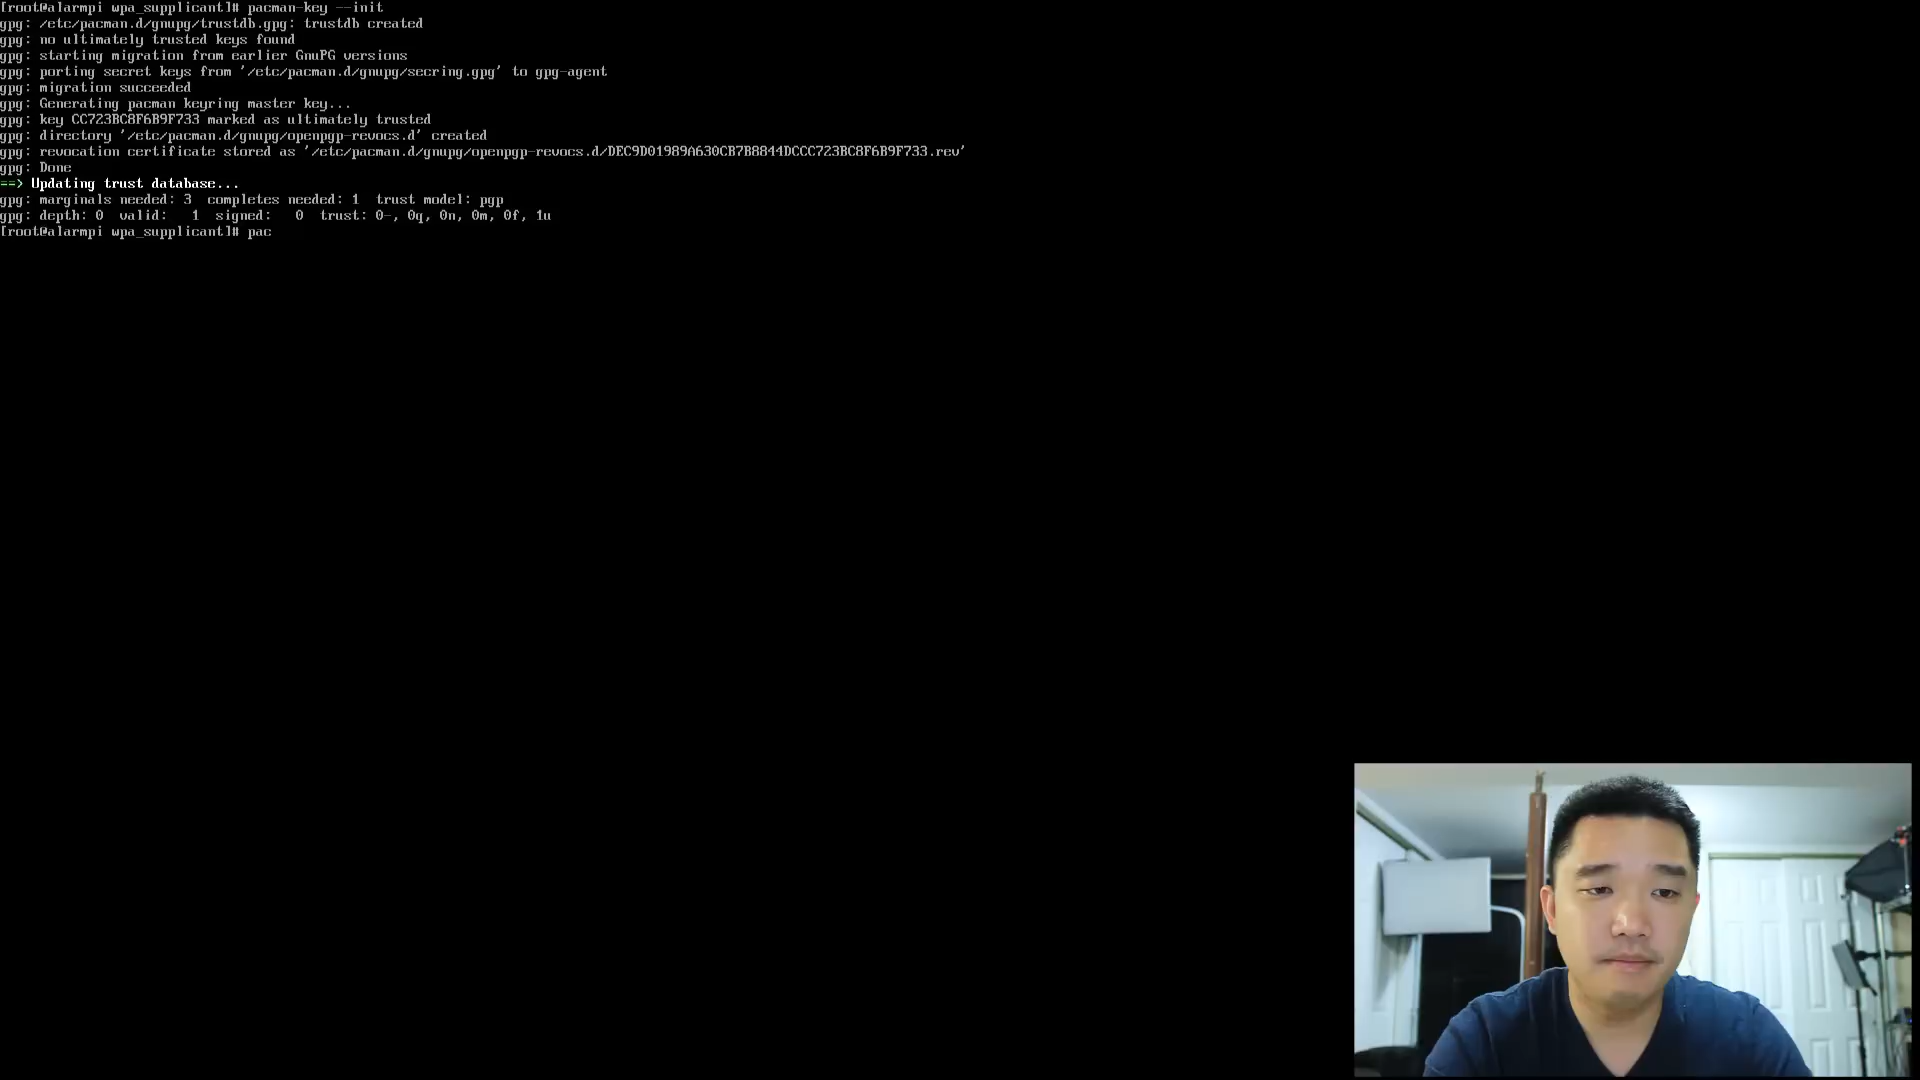 [root@alarmpi wpa_supplicant]# pacman-key --init
gpg: /etc/pacman.d/gnupg/trustdb.gpg: trustdb created
gpg: no ultimately trusted keys found
gpg: starting migration from earlier GnuPG versions
gpg: porting secret keys from '/etc/pacman.d/gnupg/secring.gpg' to gpg-agent
gpg: migration succeeded
gpg: Generating pacman keyring master key...
gpg: key CC723BC8F6B9F733 marked as ultimately trusted
gpg: directory '/etc/pacman.d/gnupg/openpgp-revocs.d' created
gpg: revocation certificate stored as '/etc/pacman.d/gnupg/openpgp-revocs.d/DEC9D01989A630CB7B8844DCCC723BC8F6B9F733.rev'
gpg: Done
==> Updating trust database...
gpg: marginals needed: 3  completes needed: 1  trust model: pgp
gpg: depth: 0  valid:   1  signed:   0  trust: 0-, 0q, 0n, 0m, 0f, 1u
[root@alarmpi wpa_supplicant]# pac